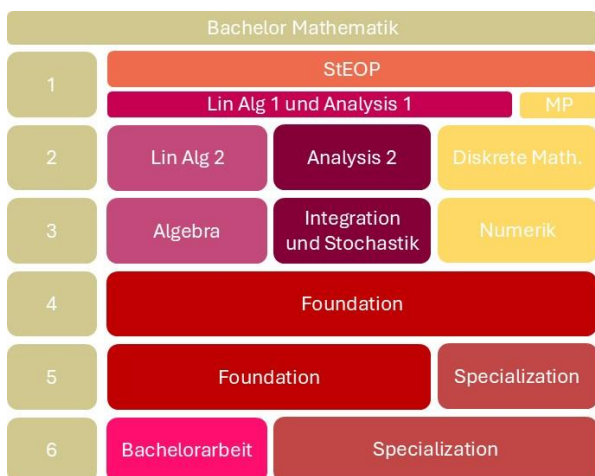 Bachelor Mathematik
1
StEOP
Lin Alg 1 und Analysis 1
MP
2
Lin Alg 2
Analysis 2
Diskrete Math.
3
Algebra
Integration
und Stochastik
Numerik
4
Foundation
5
Foundation
Specialization
6
Bachelorarbeit
Specialization